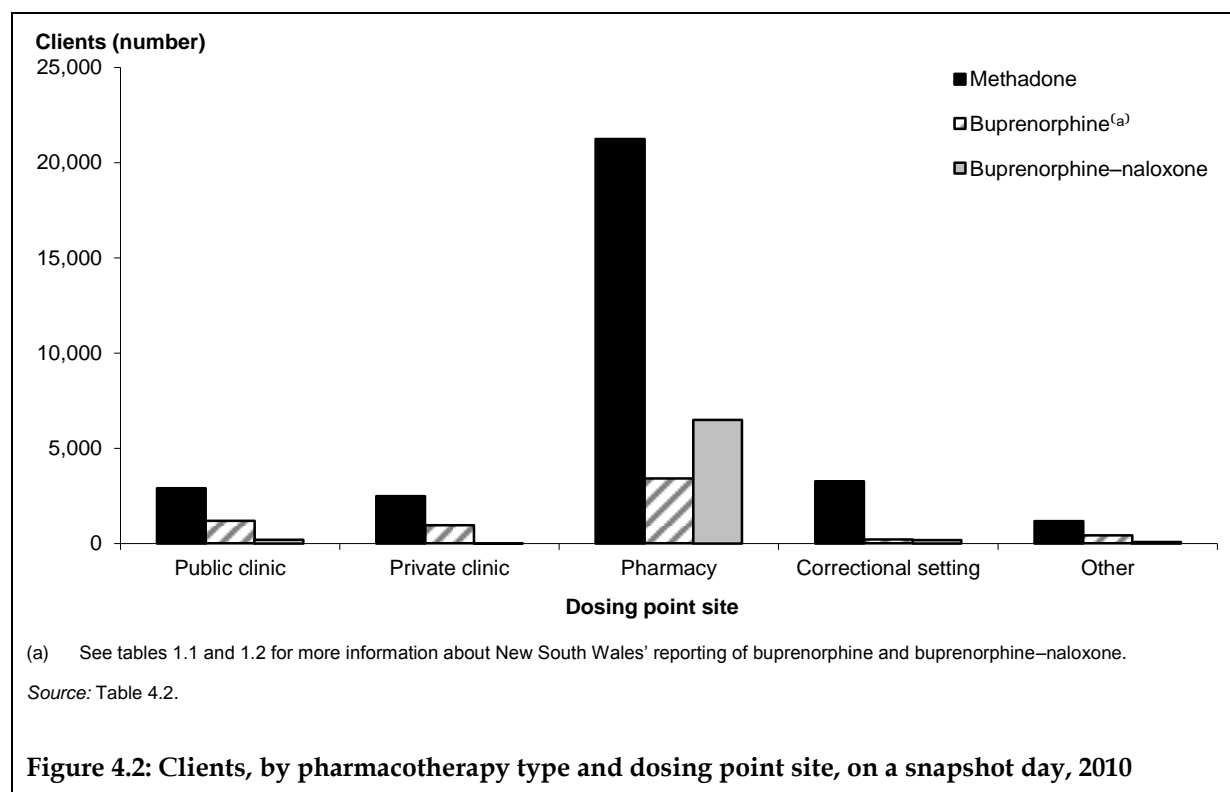 Clients (number)
25,000
20,000
15,000
10,000
5,000
0
Methadone
Buprenorphine⁽ᵃ⁾
Buprenorphine–naloxone
Public clinic Private clinic Pharmacy Correctional setting Other
Dosing point site
(a) See tables 1.1 and 1.2 for more information about New South Wales' reporting of buprenorphine and buprenorphine–naloxone.
Source: Table 4.2.
Figure 4.2: Clients, by pharmacotherapy type and dosing point site, on a snapshot day, 2010